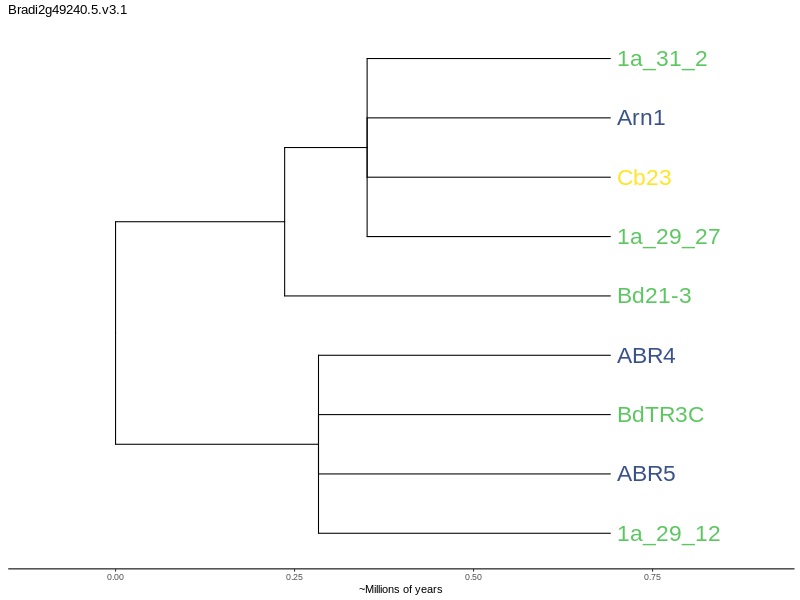 Bradi2g49240.5.v3.1
1a_31_2
Arn1
Cb23
1a_29_27
Bd21-3
ABR4
BdTR3C
ABR5
1a_29_12
0.00 0.25 0.50 0.75
~Millions of years